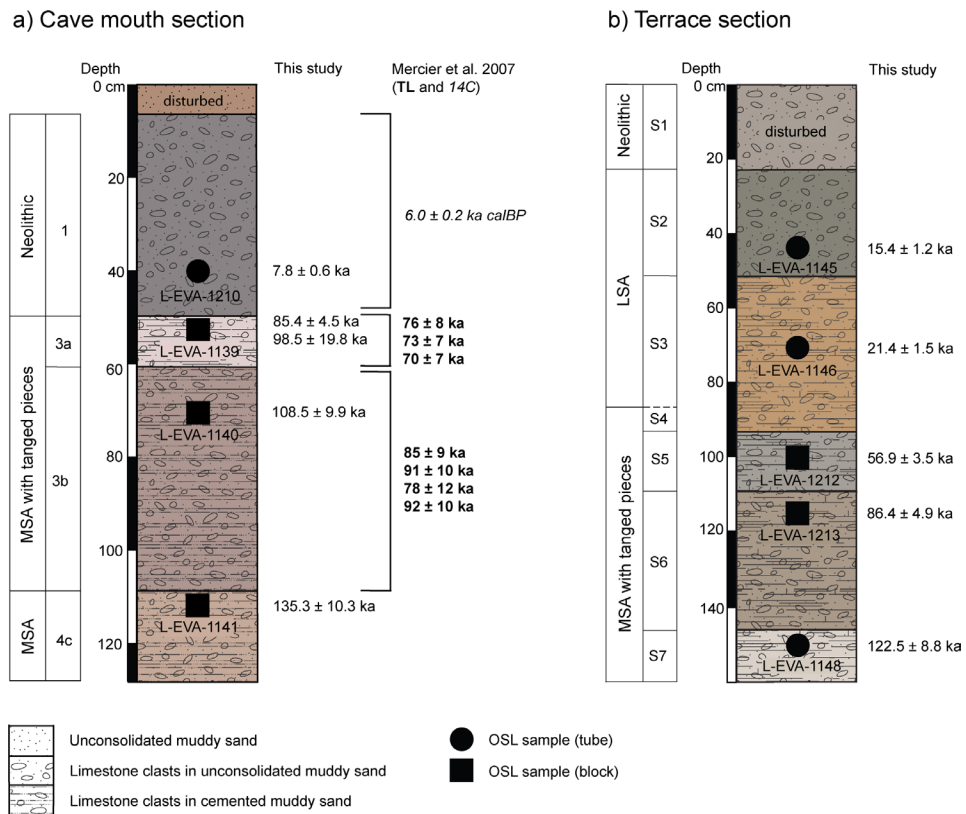 a) Cave mouth section
b) Terrace section
Depth
This study
Mercier et al. 2007
(TL and 14C)
0 cm
disturbed
20
40
60
80
100
120
Neolithic
1
MSA with tanged pieces
3a
3b
MSA
4c
L-EVA-1210
L-EVA-1139
L-EVA-1140
L-EVA-1141
7.8 ± 0.6 ka
85.4 ± 4.5 ka
98.5 ± 19.8 ka
108.5 ± 9.9 ka
135.3 ± 10.3 ka
6.0 ± 0.2 ka calBP
76 ± 8 ka
73 ± 7 ka
70 ± 7 ka
85 ± 9 ka
91 ± 10 ka
78 ± 12 ka
92 ± 10 ka
Depth
This study
0 cm
disturbed
20
40
60
80
100
120
140
Neolithic
LSA
MSA with tanged pieces
S1
S2
S3
S4
S5
S6
S7
L-EVA-1145
L-EVA-1146
L-EVA-1212
L-EVA-1213
L-EVA-1148
15.4 ± 1.2 ka
21.4 ± 1.5 ka
56.9 ± 3.5 ka
86.4 ± 4.9 ka
122.5 ± 8.8 ka
Unconsolidated muddy sand
Limestone clasts in unconsolidated muddy sand
Limestone clasts in cemented muddy sand
OSL sample (tube)
OSL sample (block)